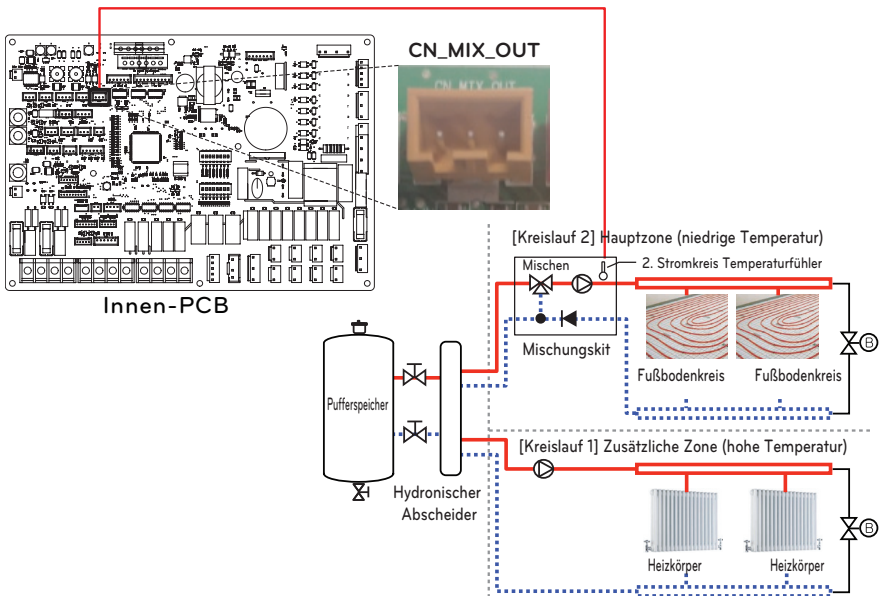 CN_MIX_OUT
CN_MIX_OUT
Innen-PCB
[Kreislauf 2] Hauptzone (niedrige Temperatur)
Mischen
2. Stromkreis Temperaturfühler
Mischungskit
Fußbodenkreis
Fußbodenkreis
B
Pufferspeicher
Hydronischer
Abscheider
[Kreislauf 1] Zusätzliche Zone (hohe Temperatur)
Heizkörper
Heizkörper
B